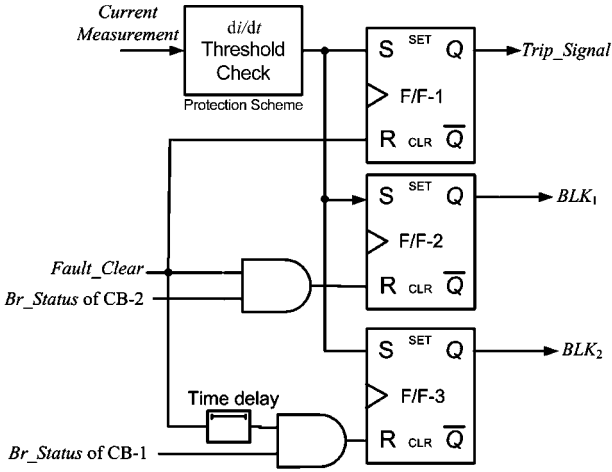 Current
Measurement
di/dt
Threshold
Check
Protection Scheme
S SET Q
F/F-1
R CLR Q̅
Trip_Signal
S SET Q
F/F-2
R CLR Q̅
BLK₁
Fault_Clear
Br_Status of CB-2
S SET Q
F/F-3
R CLR Q̅
BLK₂
Time delay
Br_Status of CB-1